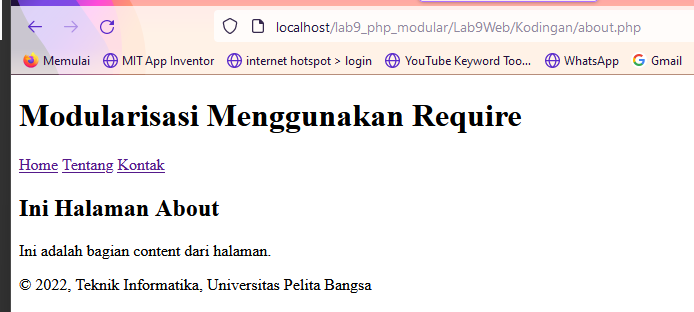 localhost/lab9_php_modular/Lab9Web/Kodingan/about.php
Memulai MIT App Inventor internet hotspot > login YouTube Keyword Too... WhatsApp Gmail
Modularisasi Menggunakan Require
Home Tentang Kontak
Ini Halaman About
Ini adalah bagian content dari halaman.
© 2022, Teknik Informatika, Universitas Pelita Bangsa